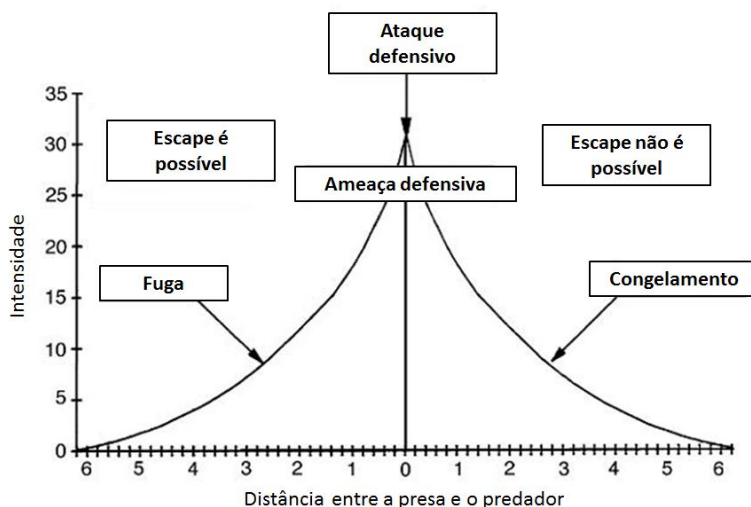 Ataque
defensivo
35
30
25
20
15
10
5
0
Intensidade
Escape é
possível
Escape não é
possível
Ameaça defensiva
Fuga
Congelamento
6 5 4 3 2 1 0 1 2 3 4 5 6
Distância entre a presa e o predador